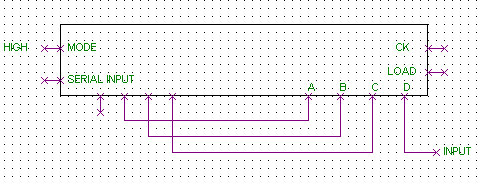 HIGH MODE CK
LOAD
SERIAL INPUT
A B C D
INPUT